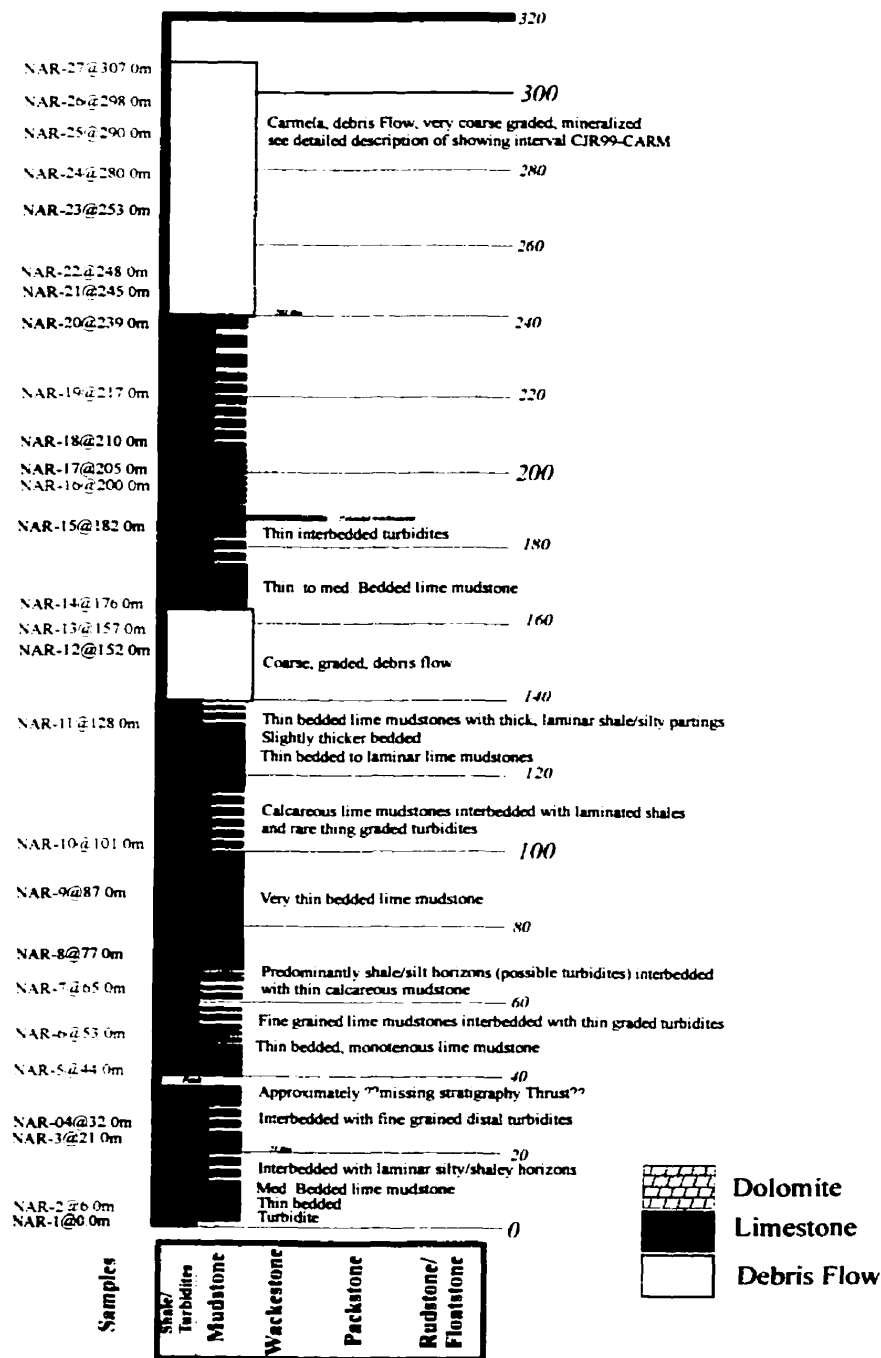 320
NAR-27@307 0m
300
NAR-26@298 0m
Carmela, debris Flow, very coarse graded, mineralized
NAR-25@290 0m
see detailed description of showing interval CJR99-CARM
NAR-24@280 0m
280
NAR-23@253 0m
260
NAR-22@248 0m
NAR-21@245 0m
NAR-20@239 0m
240
NAR-19@217 0m
220
NAR-18@210 0m
NAR-17@205 0m
200
NAR-16@200 0m
NAR-15@182 0m
Thin interbedded turbidites
180
Thin to med. Bedded lime mudstone
NAR-14@176 0m
160
NAR-13@157 0m
NAR-12@152 0m
Coarse, graded, debris flow
140
NAR-11@128 0m
Thin bedded lime mudstones with thick, laminar shale/silty partings
Slightly thicker bedded
Thin bedded to laminar lime mudstones
120
Calcareous lime mudstones interbedded with laminated shales
and rare thing graded turbidites
NAR-10@101 0m
100
NAR-9@87 0m
Very thin bedded lime mudstone
80
NAR-8@77 0m
Predominantly shale/silt horizons (possible turbidites) interbedded
NAR-7@65 0m
with thin calcareous mudstone
60
Fine grained lime mudstones interbedded with thin graded turbidites
NAR-6@53 0m
Thin bedded, monotenous lime mudstone
NAR-5@44 0m
40
Approximately ??missing stratigraphy Thrust??
NAR-04@32 0m
Interbedded with fine grained distal turbidites
NAR-3@21 0m
20
Interbedded with laminar silty/shaley horizons
Med. Bedded lime mudstone
NAR-2@6 0m
Thin bedded
NAR-1@0 0m
Turbidite
0
Samples
Shale/
Turbidites
Mudstone
Wackestone
Packstone
Rudstone/
Floatstone
Dolomite
Limestone
Debris Flow